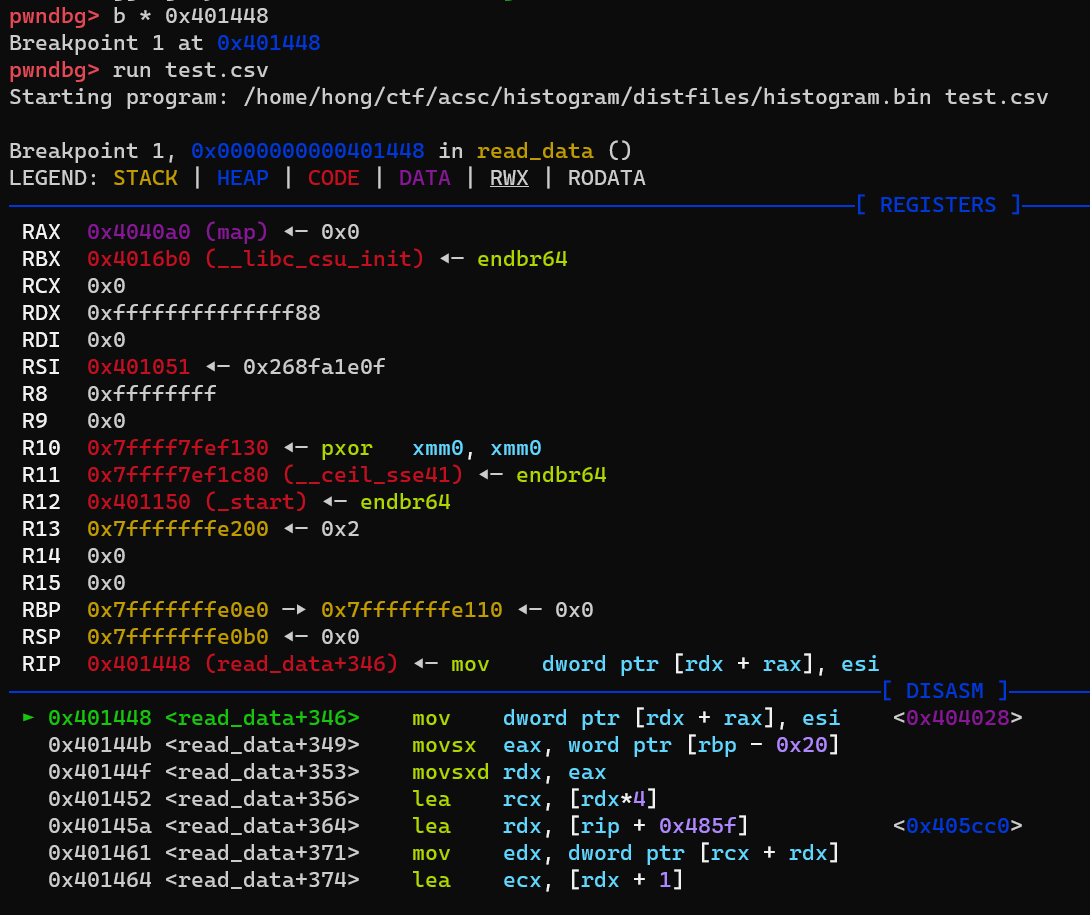 pwndbg> b * 0x401448
Breakpoint 1 at 0x401448
pwndbg> run test.csv
Starting program: /home/hong/ctf/acsc/histogram/distfiles/histogram.bin test.csv
Breakpoint 1, 0x0000000000401448 in read_data ()
LEGEND: STACK | HEAP | CODE | DATA | RWX | RODATA
[ REGISTERS ]
RAX 0x4040a0 (map) ◂— 0x0
RBX 0x4016b0 (__libc_csu_init) ◂— endbr64
RCX 0x0
RDX 0xffffffffffffff88
RDI 0x0
RSI 0x401051 ◂— 0x268fa1e0f
R8 0xffffffff
R9 0x0
R10 0x7ffff7fef130 ◂— pxor xmm0, xmm0
R11 0x7ffff7ef1c80 (__ceil_sse41) ◂— endbr64
R12 0x401150 (_start) ◂— endbr64
R13 0x7fffffffe200 ◂— 0x2
R14 0x0
R15 0x0
RBP 0x7fffffffe0e0 —▸ 0x7fffffffe110 ◂— 0x0
RSP 0x7fffffffe0b0 ◂— 0x0
RIP 0x401448 (read_data+346) ◂— mov dword ptr [rdx + rax], esi
[ DISASM ]
► 0x401448 <read_data+346> mov dword ptr [rdx + rax], esi <0x404028>
0x40144b <read_data+349> movsx eax, word ptr [rbp - 0x20]
0x40144f <read_data+353> movsxd rdx, eax
0x401452 <read_data+356> lea rcx, [rdx*4]
0x40145a <read_data+364> lea rdx, [rip + 0x485f] <0x405cc0>
0x401461 <read_data+371> mov edx, dword ptr [rcx + rdx]
0x401464 <read_data+374> lea ecx, [rdx + 1]